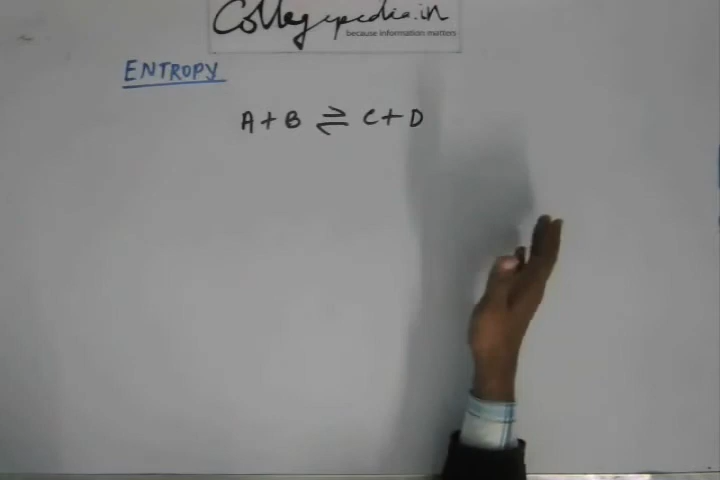 Collegepedia.in
because information matters
ENTROPY
A + B ⇌ C + D